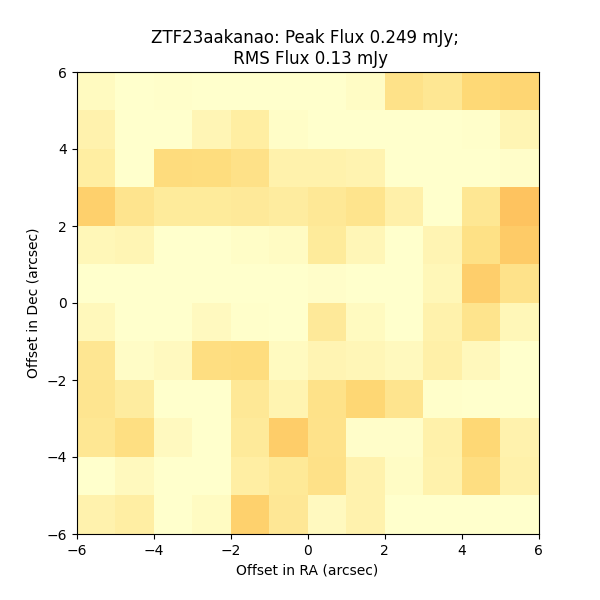 ZTF23aakanao: Peak Flux 0.249 mJy;
RMS Flux 0.13 mJy
6
4
2
0
−2
−4
−6
Offset in Dec (arcsec)
−6 −4 −2 0 2 4 6
Offset in RA (arcsec)